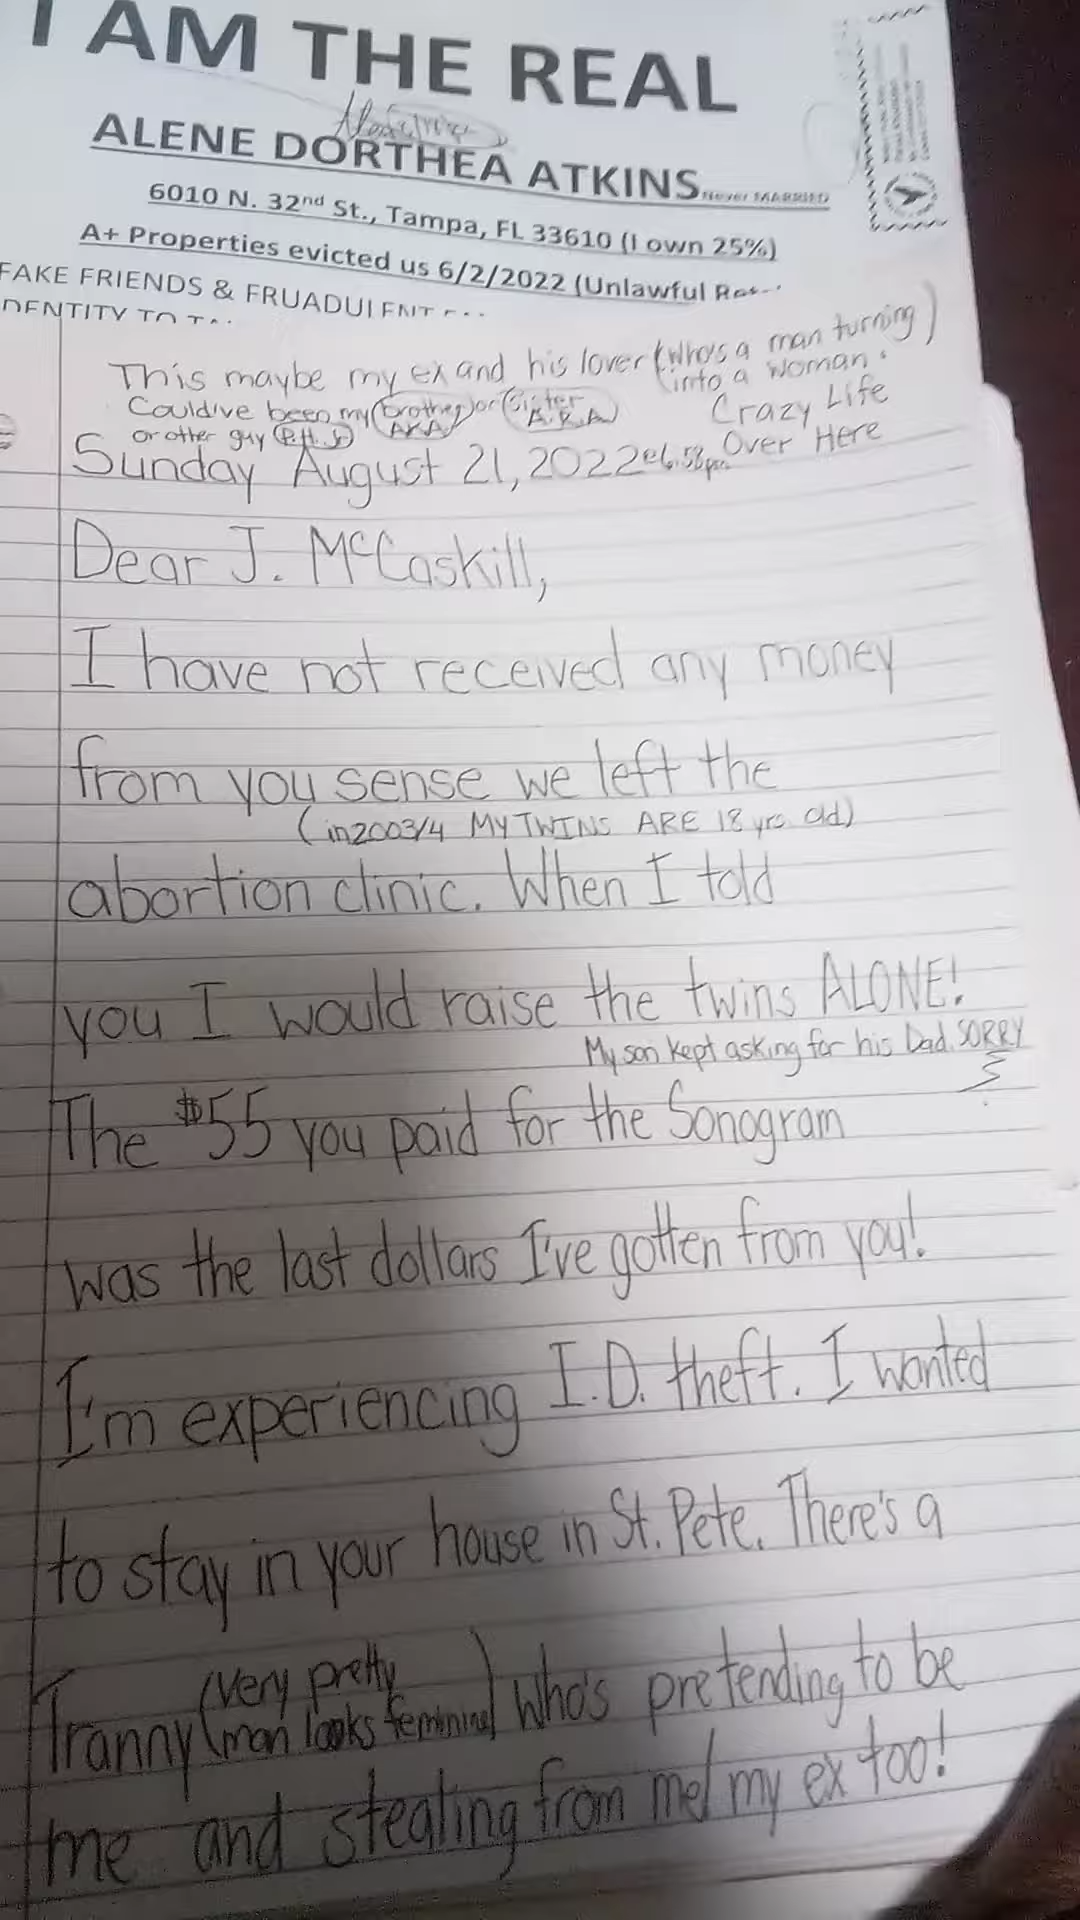 I AM THE REAL
ALENE DORTHEA ATKINS Never MARRIED
6010 N. 32nd St., Tampa, FL 33610 (I own 25%)
A+ Properties evicted us 6/2/2022 (Unlawful
FAKE FRIENDS & FRUADULENT
IDENTITY TO
This maybe my ex and his lover (who's a man turning)
into a woman.
Could've been my (brother) or (Sister
AKA A.K.A)
or other guy
Crazy Life
Over Here
Sunday August 21, 2022 @ 6:58pm
Dear J. McCaskill,
I have not received any money
from you sense we left the
(in 2003/4 MY TWINS ARE 18 yrs old)
abortion clinic. When I told
you I would raise the twins ALONE!
My son kept asking for his Dad. SORRY
The $55 you paid for the Sonogram
was the last dollars I've gotten from you!
I'm experiencing I.D. theft. I wanted
to stay in your house in St. Pete. There's a
Tranny (very pretty
man looks feminine) who's pretending to be
me and stealing from me/my ex too!